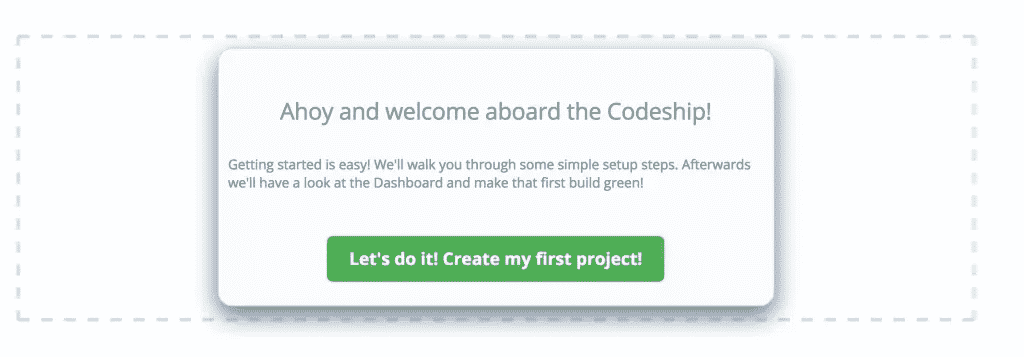 Ahoy and welcome aboard the Codeship!
Getting started is easy! We'll walk you through some simple setup steps. Afterwards
we'll have a look at the Dashboard and make that first build green!
Let's do it! Create my first project!